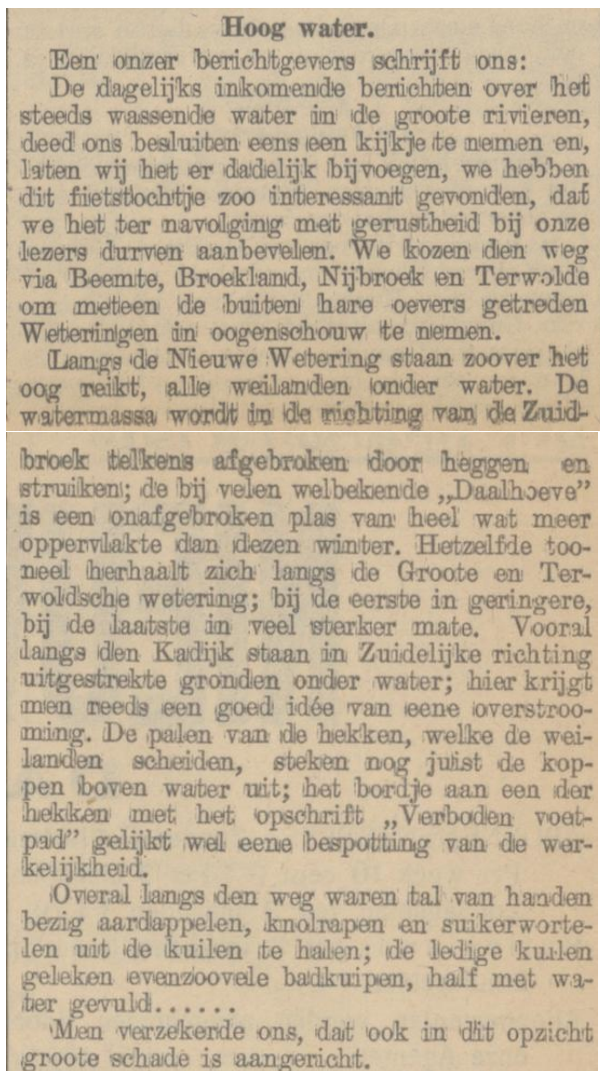 Hoog water.
Een onzer berichtgevers schrijft ons:
De dagelijks inkomende berichten over het
steeds wassende water in de groote rivieren,
deed ons besluiten eens een kijkje te nemen en,
laten wij het er dadelijk bijvoegen, we hebben
dit fietstochtje zoo interessant gevonden, dat
we het ter navolging met gerustheid bij onze
lezers durven aanbevelen. We kozen den weg
via Beemte, Broekland, Nijbroek en Terwolde
om meteen de buiten hare oevers getreden
Weteringen in oogenschouw te nemen.
Langs de Nieuwe Wetering staan zoover het
oog reikt, alle weilanden onder water. De
watermassa wordt in de richting van de Zuid-
broek telkens afgebroken door heggen en
struiken; de bij velen welbekende „Daalhoeve”
is een onafgebroken plas van heel wat meer
oppervlakte dan dezen winter. Hetzelfde too-
neel herhaalt zich langs de Groote en Ter-
woldsche wetering; bij de eerste in geringere,
bij de laatste in veel sterker mate. Vooral
langs den Kadijk staan in Zuidelijke richting
uitgestrekte gronden onder water; hier krijgt
men reeds een goed idée van eene overstroo-
ming. De palen van de hekken, welke de wei-
landen scheiden, steken nog juist de kop-
pen boven water uit; het bordje aan een der
hekken met het opschrift „Verboden voet-
pad” gelijkt wel eene bespotting van de wer-
kelijkheid.
Overal langs den weg waren tal van handen
bezig aardappelen, knolrapen en suikerworte-
len uit de kuilen te halen; de ledige kuilen
geleken evenzoovele badkuipen, half met wa-
ter gevuld......
Men verzekerde ons, dat ook in dit opzicht
groote schade is aangericht.